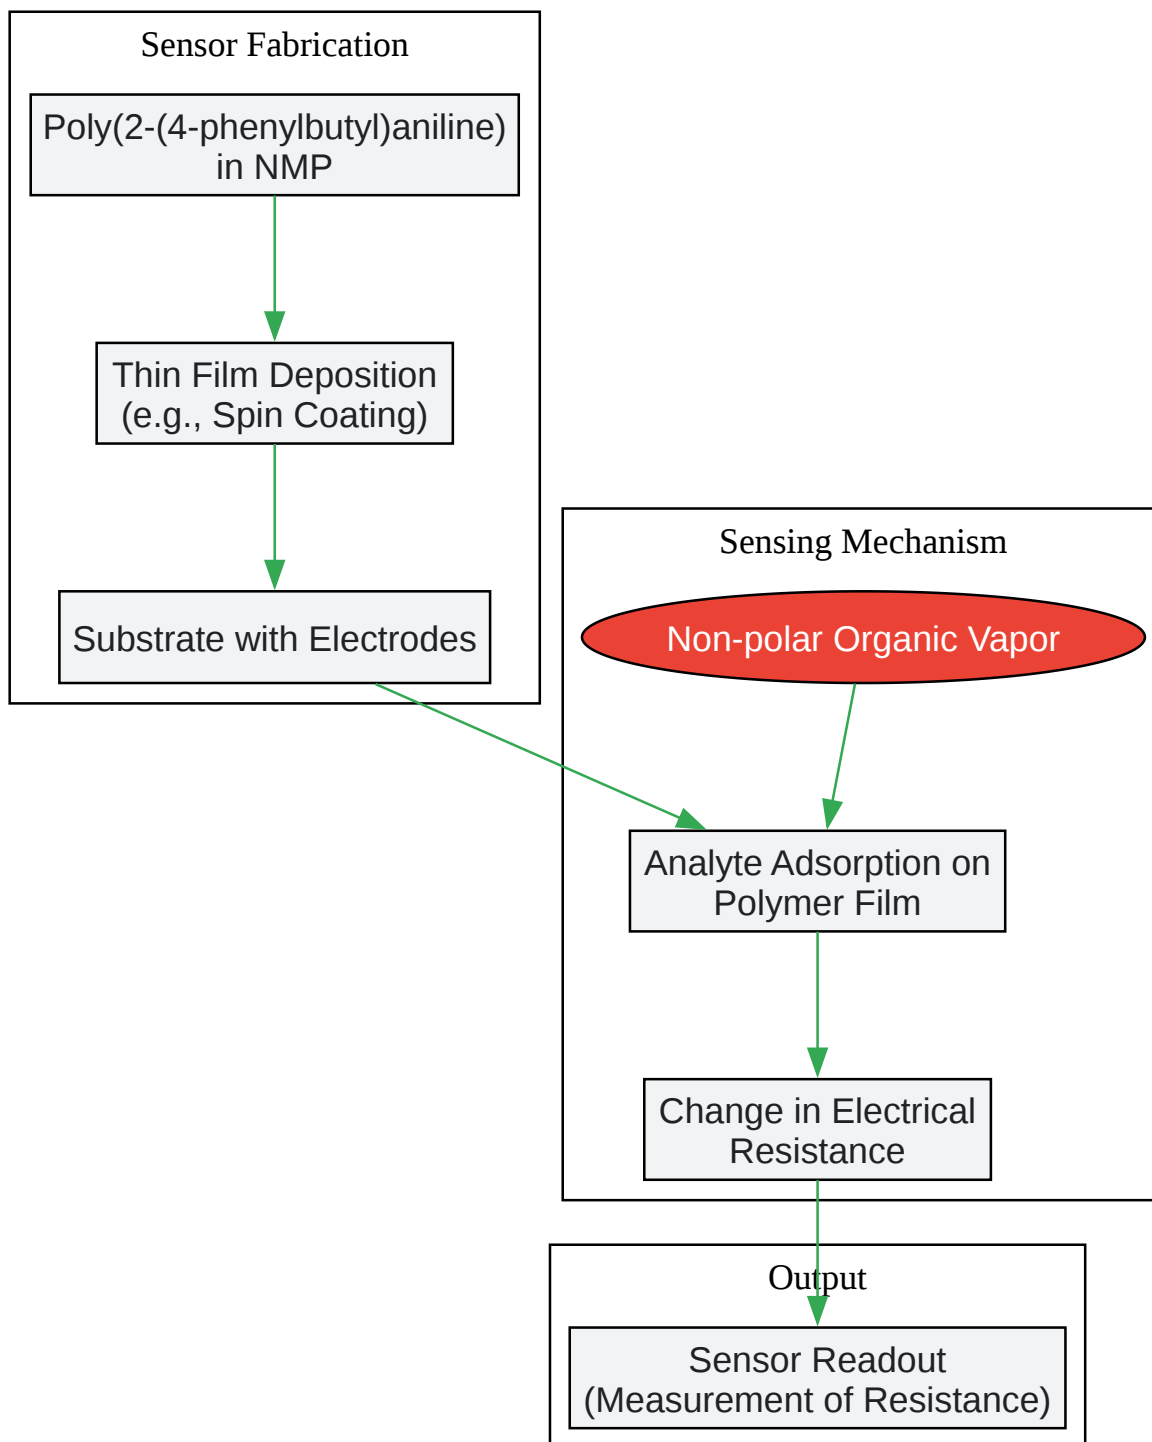 Sensor Fabrication
Poly(2-(4-phenylbutyl)aniline)
in NMP
Thin Film Deposition
(e.g., Spin Coating)
Substrate with Electrodes
Sensing Mechanism
Non-polar Organic Vapor
Analyte Adsorption on
Polymer Film
Change in Electrical
Resistance
Output
Sensor Readout
(Measurement of Resistance)